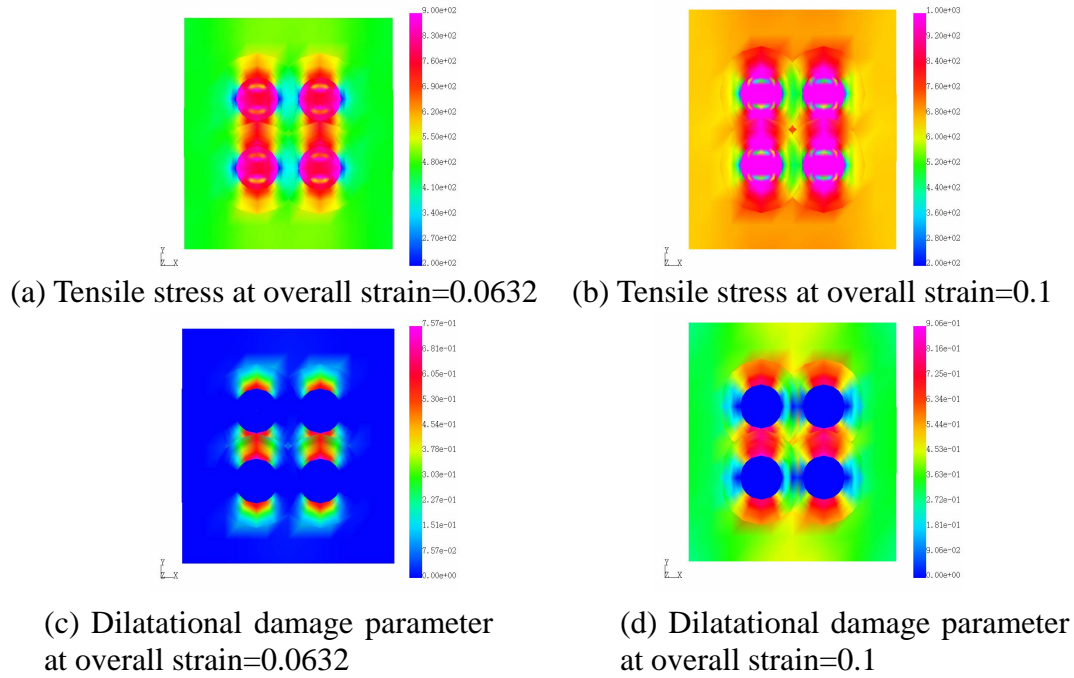 9.00e+02
8.30e+02
7.60e+02
6.90e+02
6.20e+02
5.50e+02
4.80e+02
4.10e+02
3.40e+02
2.70e+02
2.00e+02
Y
Z X
1.00e+03
9.20e+02
8.40e+02
7.60e+02
6.80e+02
6.00e+02
5.20e+02
4.40e+02
3.60e+02
2.80e+02
2.00e+02
Y
Z X
(a) Tensile stress at overall strain=0.0632
(b) Tensile stress at overall strain=0.1
7.57e-01
6.81e-01
6.05e-01
5.30e-01
4.54e-01
3.78e-01
3.03e-01
2.27e-01
1.51e-01
7.57e-02
0.00e+00
Y
Z X
9.06e-01
8.16e-01
7.25e-01
6.34e-01
5.44e-01
4.53e-01
3.63e-01
2.72e-01
1.81e-01
9.06e-02
0.00e+00
Y
Z X
(c) Dilatational damage parameter
at overall strain=0.0632
(d) Dilatational damage parameter
at overall strain=0.1